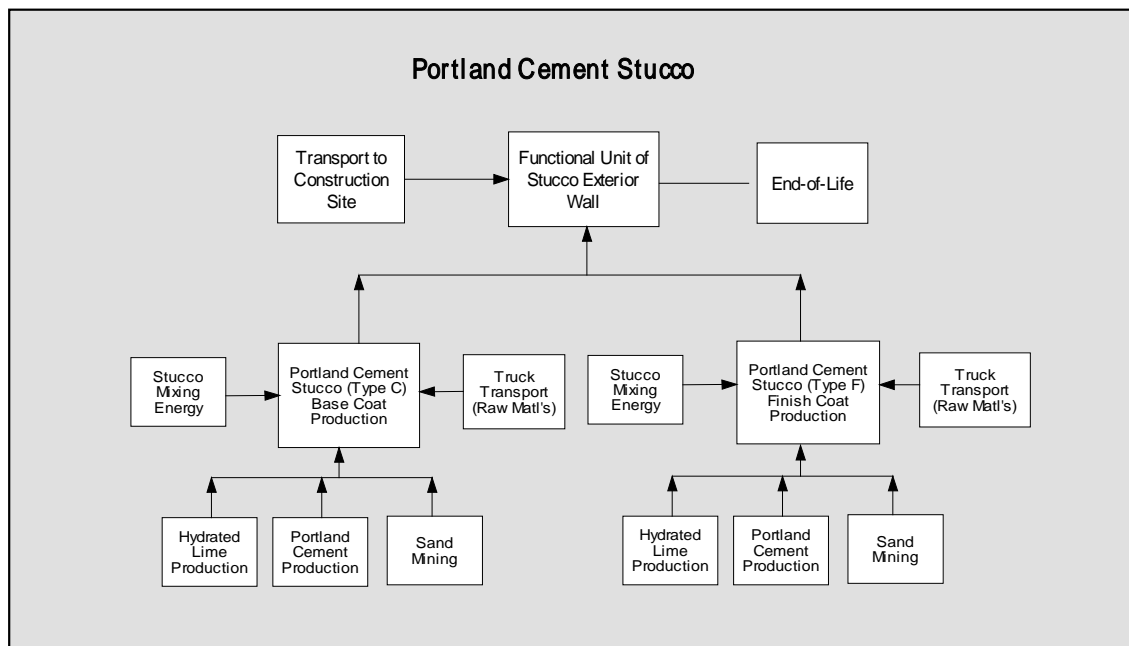 Portland Cement Stucco
Transport to
Construction
Site
Functional Unit of
Stucco Exterior
Wall
End-of-Life
Stucco
Mixing
Energy
Portland Cement
Stucco (Type C)
Base Coat
Production
Truck
Transport
(Raw Matl's)
Stucco
Mixing
Energy
Portland Cement
Stucco (Type F)
Finish Coat
Production
Truck
Transport
(Raw Matl's)
Hydrated
Lime
Production
Portland
Cement
Production
Sand
Mining
Hydrated
Lime
Production
Portland
Cement
Production
Sand
Mining